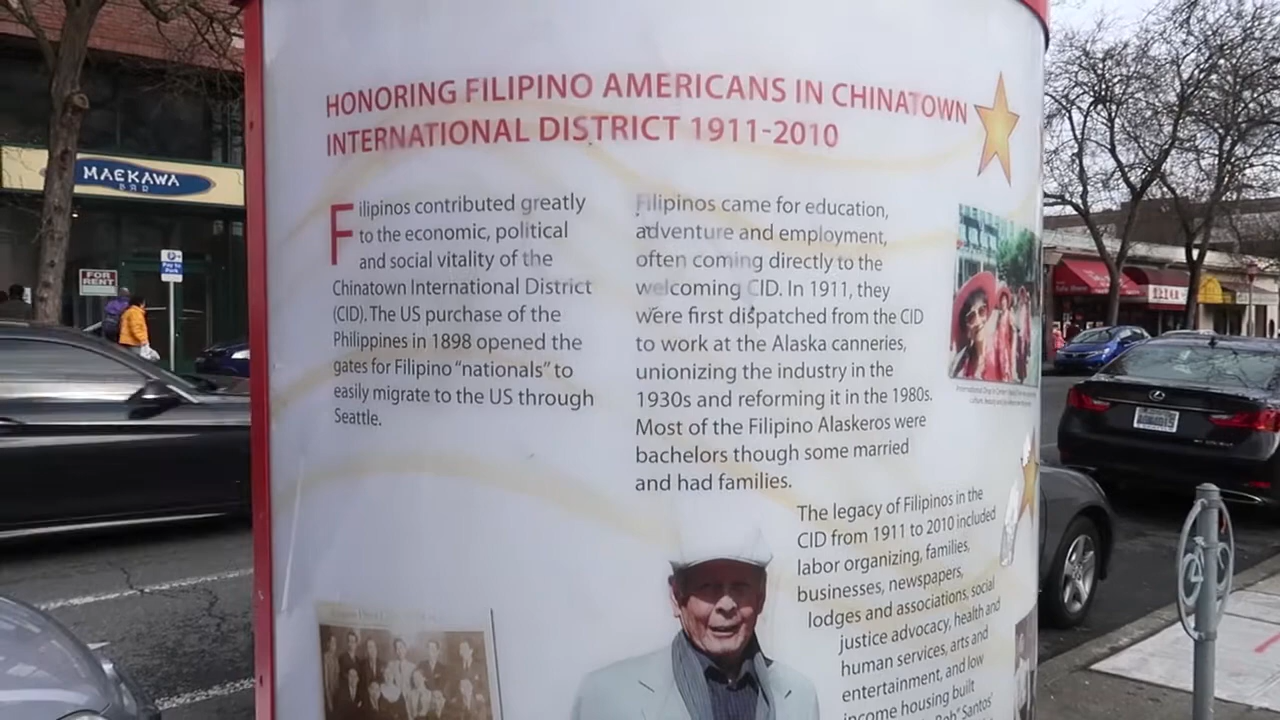 HONORING FILIPINO AMERICANS IN CHINATOWN
INTERNATIONAL DISTRICT 1911-2010
Filipinos contributed greatly
to the economic, political
and social vitality of the
Chinatown International District
(CID). The US purchase of the
Philippines in 1898 opened the
gates for Filipino “nationals” to
easily migrate to the US through
Seattle.
Filipinos came for education,
adventure and employment,
often coming directly to the
welcoming CID. In 1911, they
were first dispatched from the CID
to work at the Alaska canneries,
unionizing the industry in the
1930s and reforming it in the 1980s.
Most of the Filipino Alaskeros were
bachelors though some married
and had families.
The legacy of Filipinos in the
CID from 1911 to 2010 included
labor organizing, families,
businesses, newspapers,
lodges and associations, social
justice advocacy, health and
human services, arts and
entertainment, and low
income housing built
Santos'
MAEKAWA
BAR
FOR
RENT
Pay to
Park